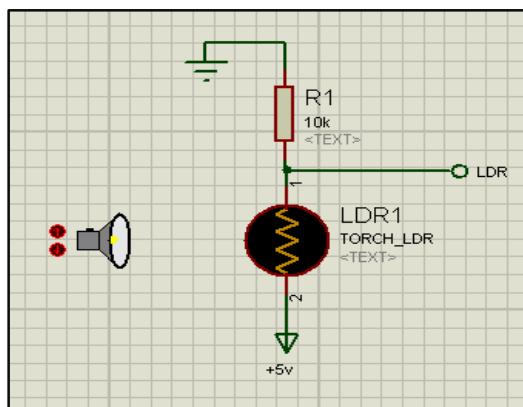 R1
10k
<TEXT>
LDR
1
LDR1
TORCH_LDR
<TEXT>
2
+5v